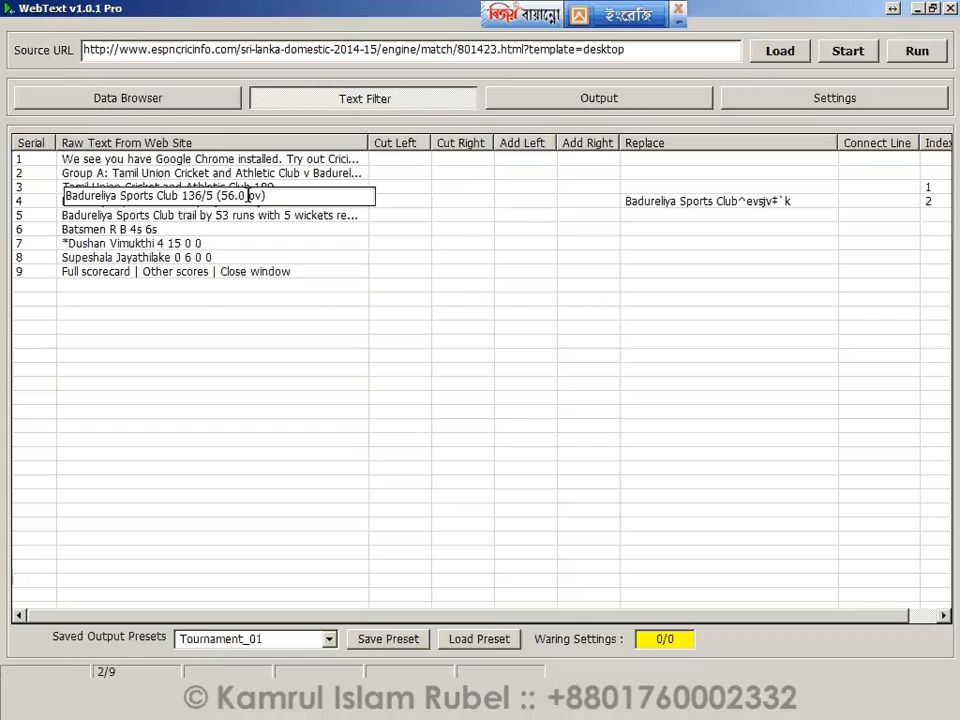 WebText v1.0.1 Pro
বিজয় বায়ান্নো ইংরেজি
Source URL http://www.espncricinfo.com/sri-lanka-domestic-2014-15/engine/match/801423.html?template=desktop Load Start Run
Data Browser Text Filter Output Settings
Serial Raw Text From Web Site Cut Left Cut Right Add Left Add Right Replace Connect Line Index
1 We see you have Google Chrome installed. Try out Crici...
2 Group A: Tamil Union Cricket and Athletic Club v Badurel...
3 Tamil Union Cricket and Athletic Club 189 1
4 Badureliya Sports Club 136/5 (56.0 ov) Badureliya Sports Club^evsjv‡`k 2
5 Badureliya Sports Club trail by 53 runs with 5 wickets re...
6 Batsmen R B 4s 6s
7 *Dushan Vimukthi 4 15 0 0
8 Supeshala Jayathilake 0 6 0 0
9 Full scorecard | Other scores | Close window
Saved Output Presets Tournament_01 Save Preset Load Preset Waring Settings : 0/0
2/9
© Kamrul Islam Rubel :: +8801760002332